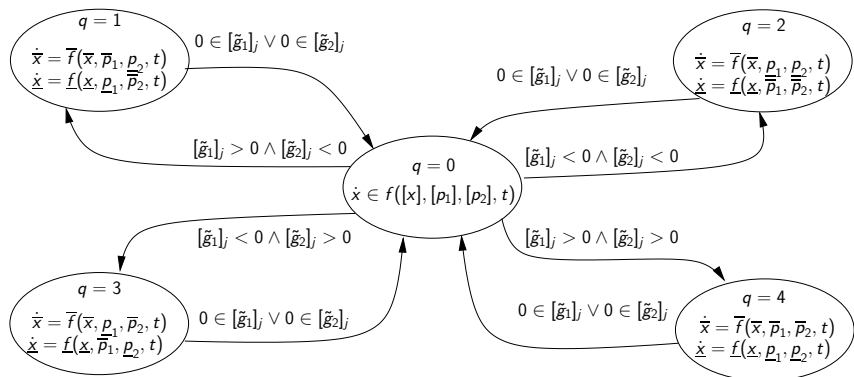 q = 1
ẋ̅ = f̅(x̅, p̅₁, p̲₂, t)
ẋ̲ = f̲(x̲, p̲₁, p̅₂, t)
0 ∈ [g̃₁]ⱼ ∨ 0 ∈ [g̃₂]ⱼ
q = 2
ẋ̅ = f̅(x̅, p̲₁, p̲₂, t)
ẋ̲ = f̲(x̲, p̅₁, p̅₂, t)
0 ∈ [g̃₁]ⱼ ∨ 0 ∈ [g̃₂]ⱼ
[g̃₁]ⱼ > 0 ∧ [g̃₂]ⱼ < 0
q = 0
ẋ ∈ f([x], [p₁], [p₂], t)
[g̃₁]ⱼ < 0 ∧ [g̃₂]ⱼ < 0
[g̃₁]ⱼ < 0 ∧ [g̃₂]ⱼ > 0
[g̃₁]ⱼ > 0 ∧ [g̃₂]ⱼ > 0
q = 3
ẋ̅ = f̅(x̅, p̲₁, p̅₂, t)
ẋ̲ = f̲(x̲, p̅₁, p̲₂, t)
0 ∈ [g̃₁]ⱼ ∨ 0 ∈ [g̃₂]ⱼ
0 ∈ [g̃₁]ⱼ ∨ 0 ∈ [g̃₂]ⱼ
q = 4
ẋ̅ = f̅(x̅, p̅₁, p̅₂, t)
ẋ̲ = f̲(x̲, p̲₁, p̲₂, t)